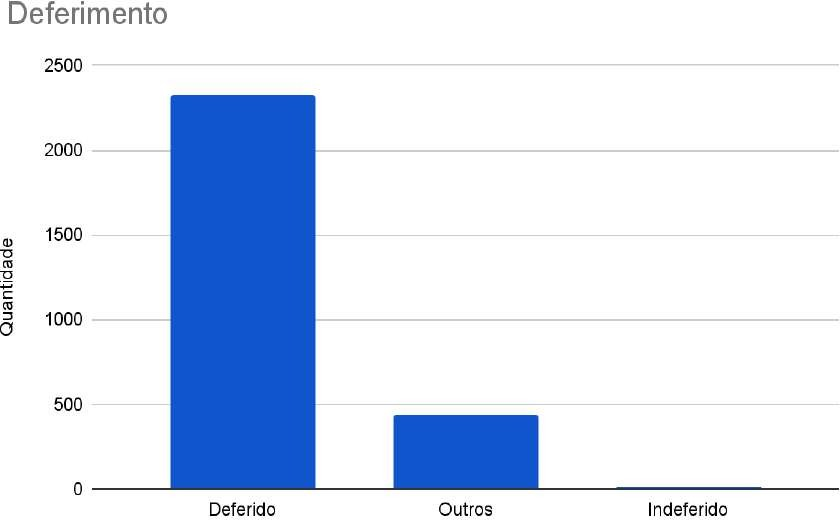 Deferimento
2500
2000
1500
1000
500
0
Quantidade
Deferido
Outros
Indeferido